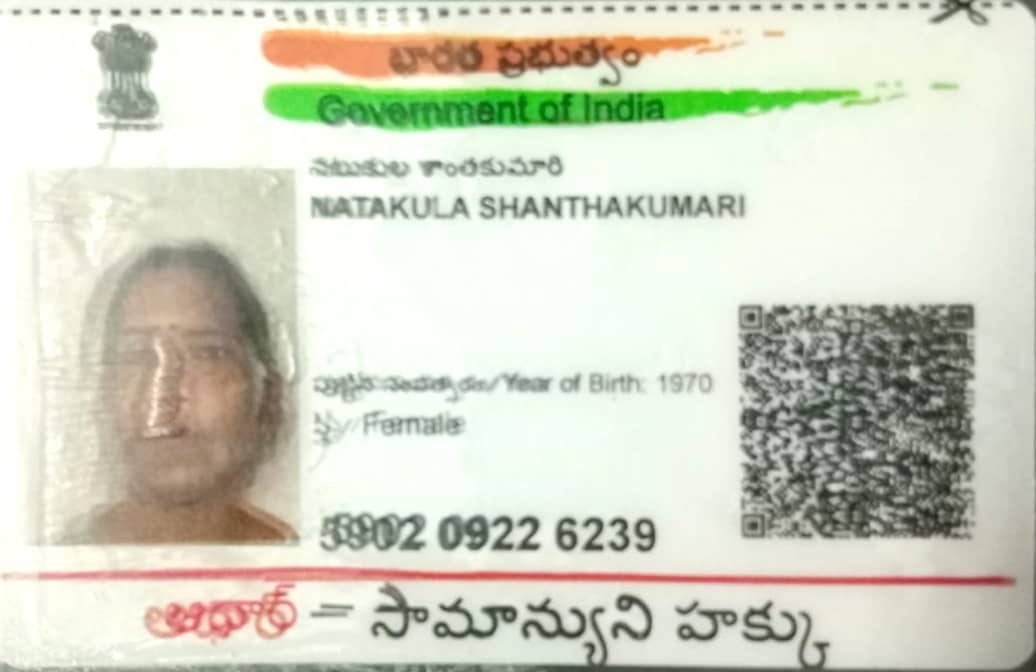 భారత ప్రభుత్వం
Government of India
నటుకుల శాంతకుమారి
NATAKULA SHANTHAKUMARI
పుట్టిన సంవత్సరం/Year of Birth: 1970
/ Female
0922 6239
ఆధార్ – సామాన్యుని హక్కు